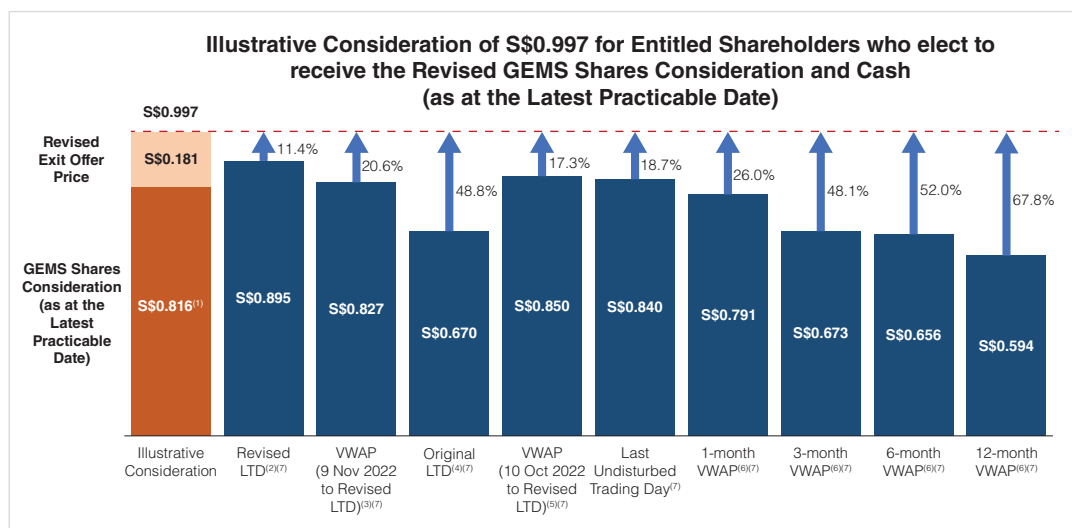 Illustrative Consideration of S$0.997 for Entitled Shareholders who elect to
receive the Revised GEMS Shares Consideration and Cash
(as at the Latest Practicable Date)
S$0.997
Revised
Exit Offer
Price
S$0.181
11.4%
20.6%
48.8%
17.3%
18.7%
26.0%
48.1%
52.0%
67.8%
GEMS Shares
Consideration
(as at the
Latest
Practicable
Date)
S$0.816(1)
S$0.895
S$0.827
S$0.670
S$0.850
S$0.840
S$0.791
S$0.673
S$0.656
S$0.594
Illustrative
Consideration
Revised
LTD(2)(7)
VWAP
(9 Nov 2022
to Revised
LTD)(3)(7)
Original
LTD(4)(7)
VWAP
(10 Oct 2022
to Revised
LTD)(5)(7)
Last
Undisturbed
Trading Day(7)
1-month
VWAP(6)(7)
3-month
VWAP(6)(7)
6-month
VWAP(6)(7)
12-month
VWAP(6)(7)